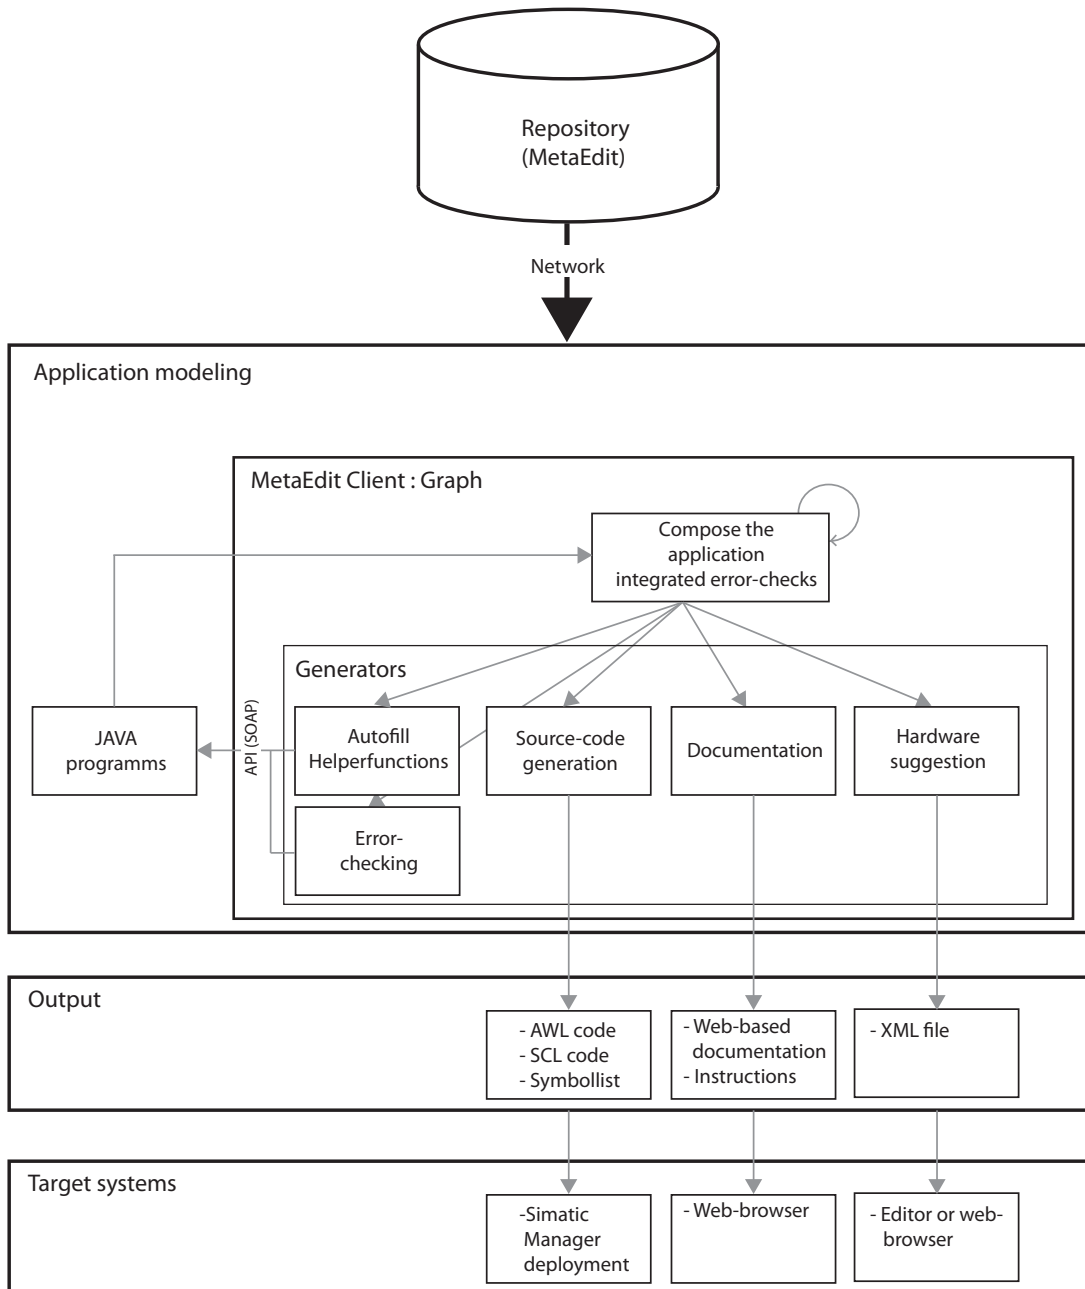 Repository
(MetaEdit)
Network
Application modeling
MetaEdit Client : Graph
Compose the
application
integrated error-checks
Generators
API (SOAP)
JAVA
programms
Autofill
Helperfunctions
Source-code
generation
Documentation
Hardware
suggestion
Error-
checking
Output
- AWL code
- SCL code
- Symbollist
- Web-based
documentation
- Instructions
- XML file
Target systems
-Simatic
Manager
deployment
- Web-browser
- Editor or web-
browser